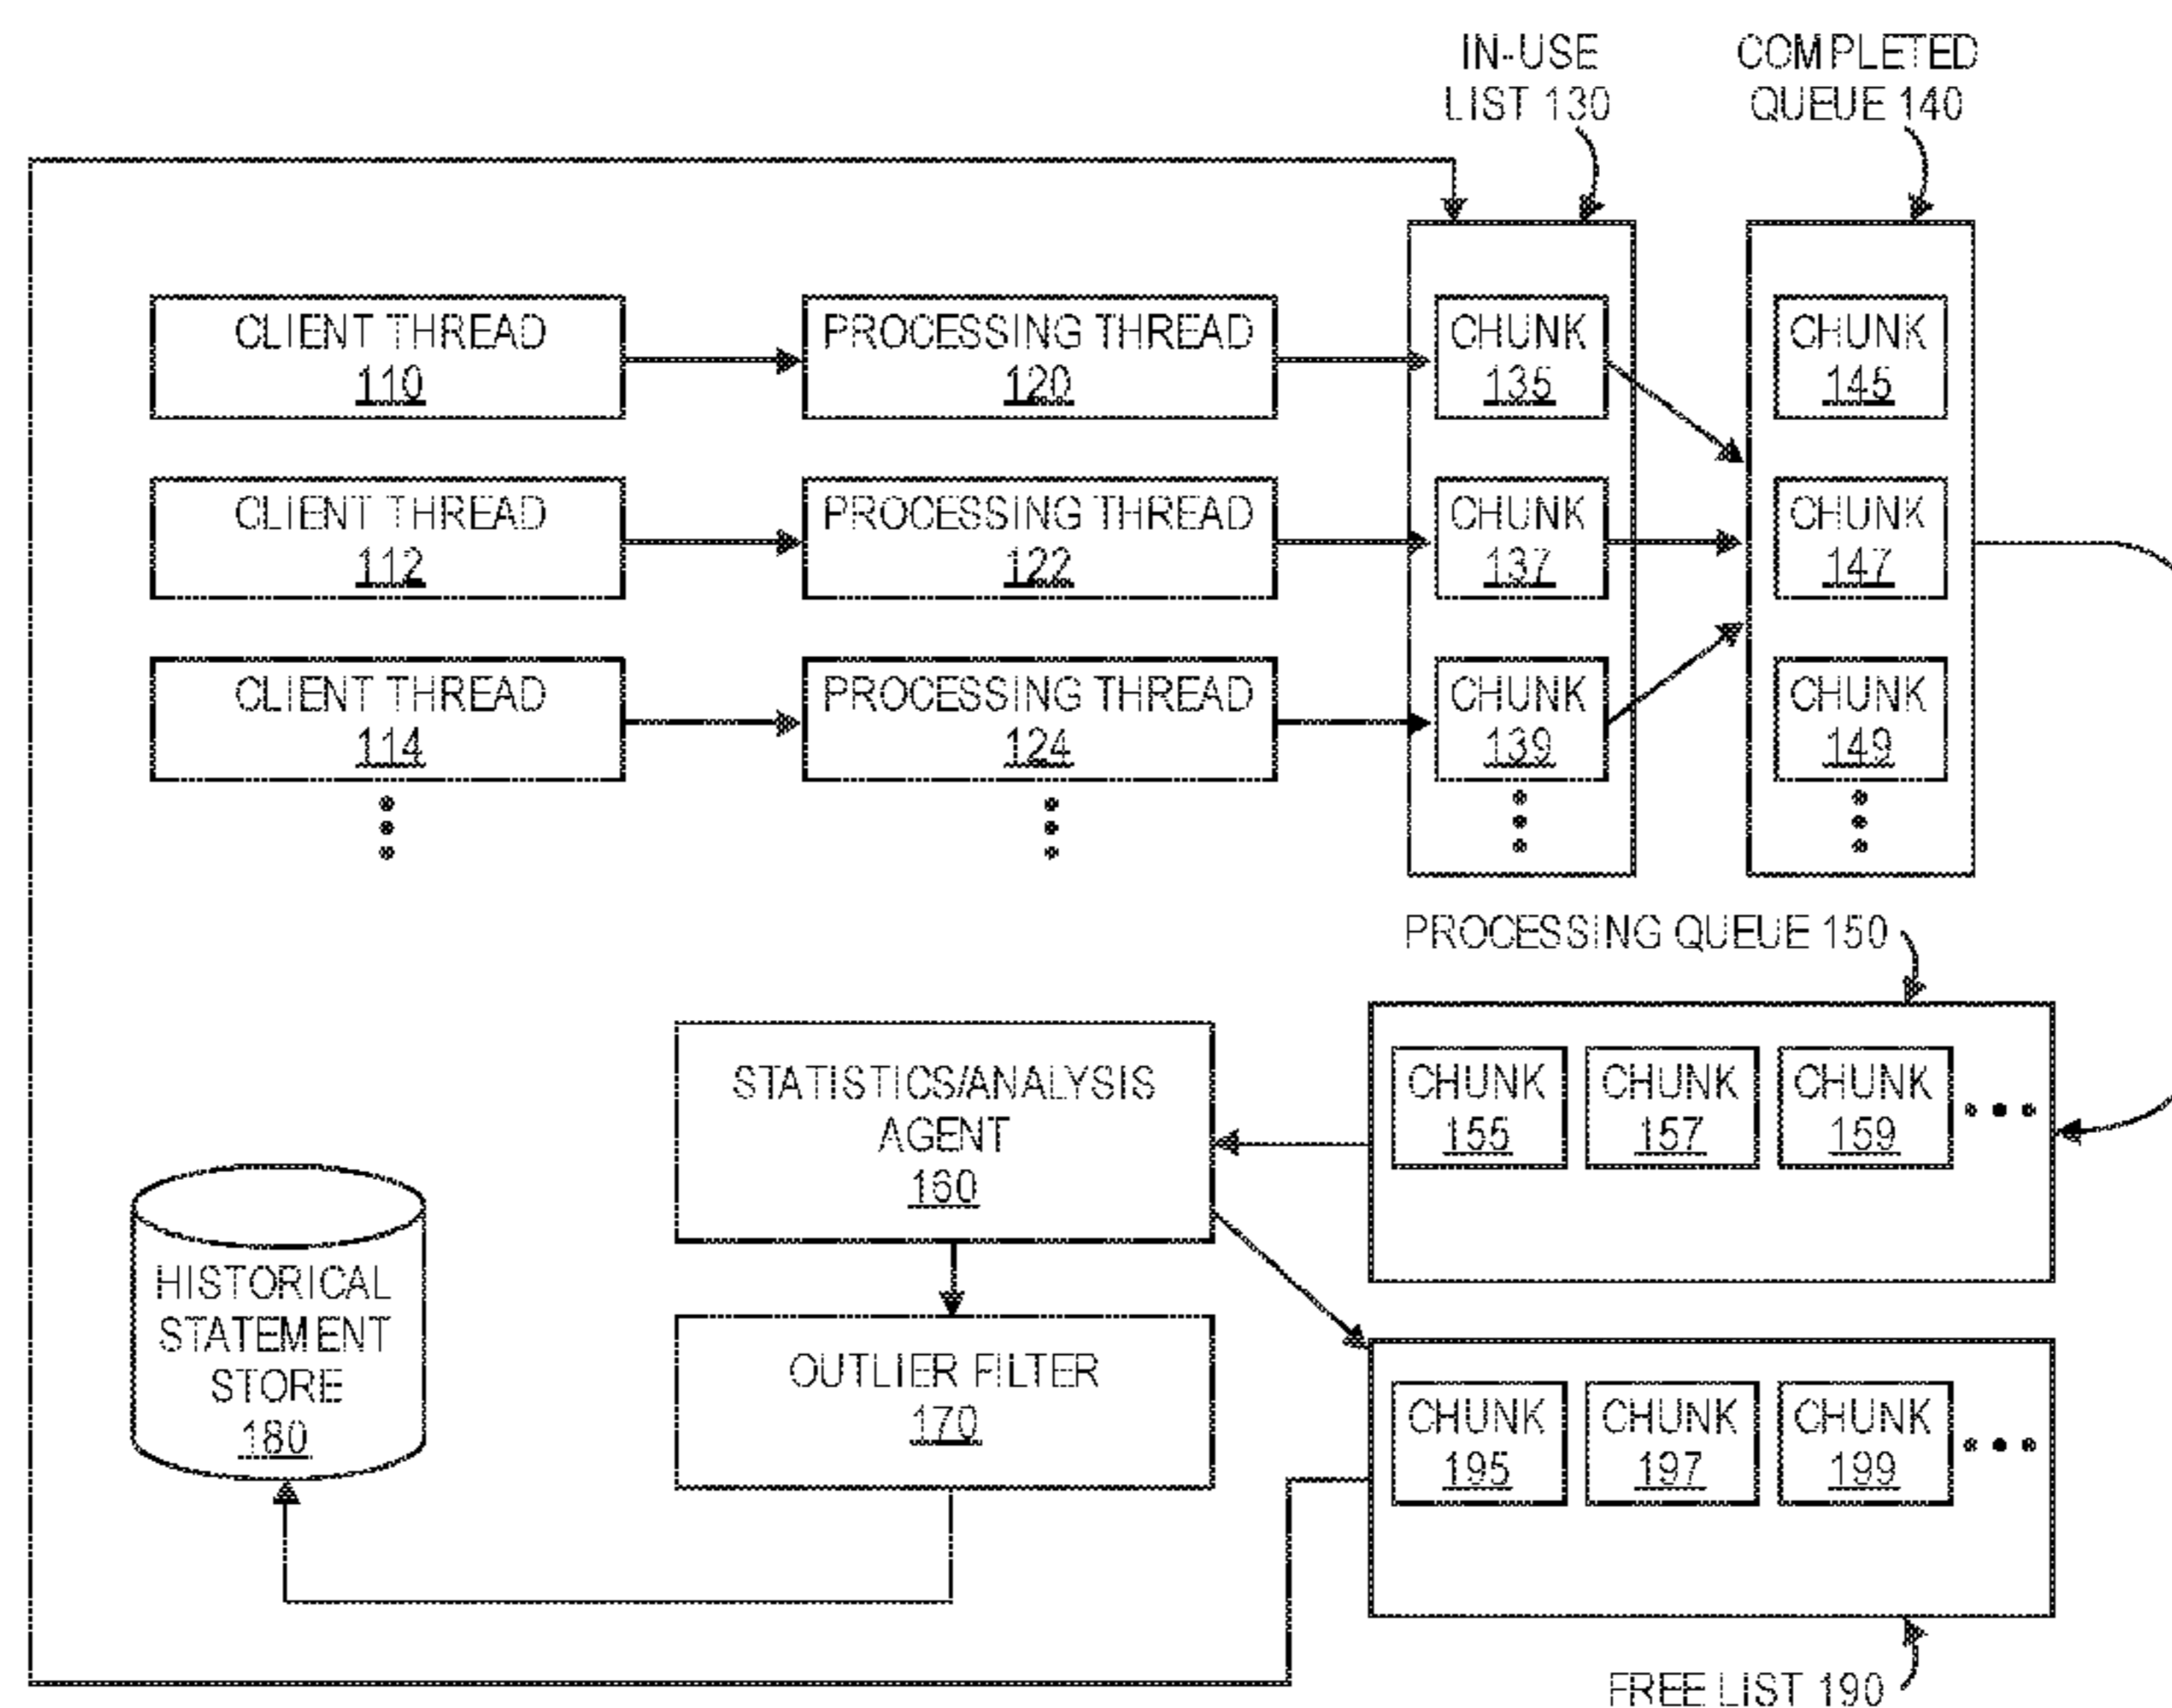 IN-USE
LIST 130
COMPLETED
QUEUE 140
CLIENT THREAD
110
PROCESSING THREAD
120
CHUNK
135
CHUNK
145
CLIENT THREAD
112
PROCESSING THREAD
122
CHUNK
137
CHUNK
147
CLIENT THREAD
114
PROCESSING THREAD
124
CHUNK
139
CHUNK
149
PROCESSING QUEUE 150
STATISTICS/ANALYSIS
AGENT
160
CHUNK
155
CHUNK
157
CHUNK
159
HISTORICAL
STATEMENT
STORE
180
OUTLIER FILTER
170
CHUNK
195
CHUNK
197
CHUNK
199
FREE LIST 190